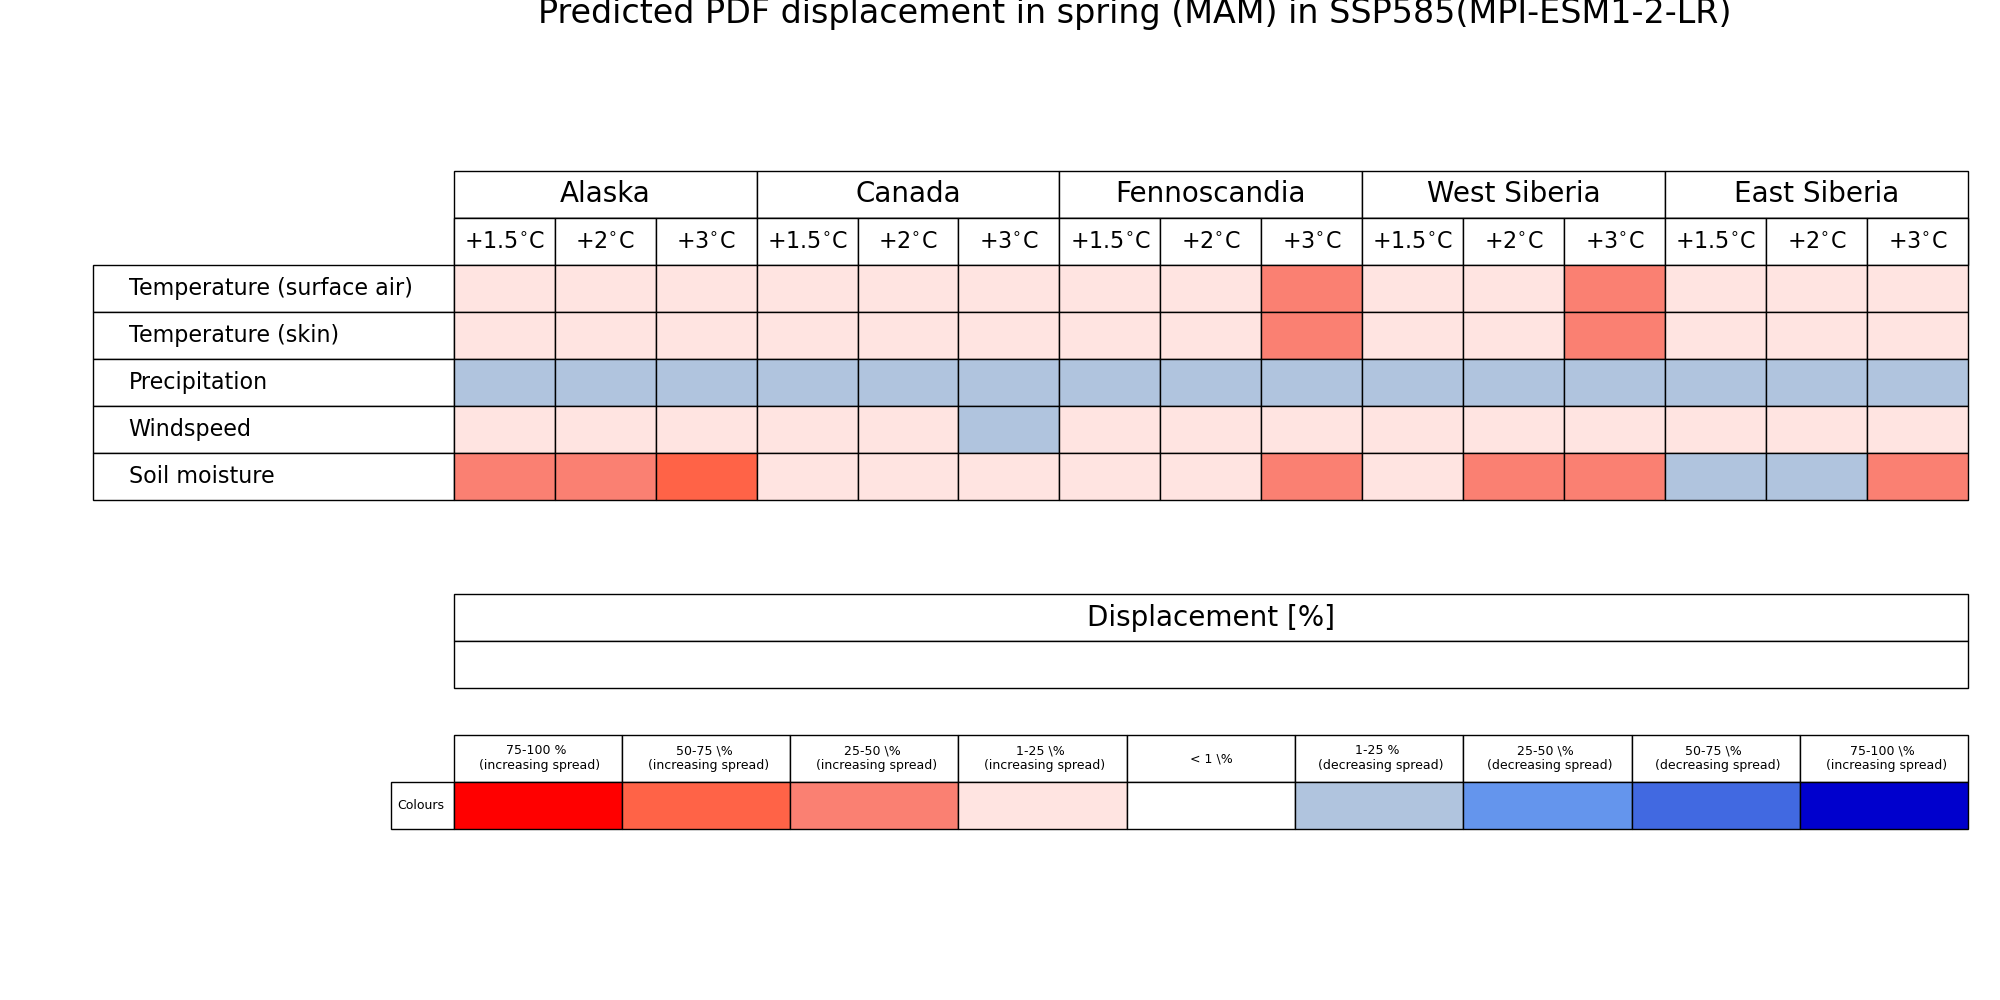 Predicted PDF displacement in spring (MAM) in SSP585(MPI-ESM1-2-LR)
Alaska Canada Fennoscandia West Siberia East Siberia
+1.5°C +2°C +3°C +1.5°C +2°C +3°C +1.5°C +2°C +3°C +1.5°C +2°C +3°C +1.5°C +2°C +3°C
Temperature (surface air)
Temperature (skin)
Precipitation
Windspeed
Soil moisture
Displacement [%]
75-100 % 50-75 \% 25-50 \% 1-25 \% < 1 \% 1-25 % 25-50 \% 50-75 \% 75-100 \%
(increasing spread) (increasing spread) (increasing spread) (increasing spread) (decreasing spread) (decreasing spread) (decreasing spread) (increasing spread)
Colours